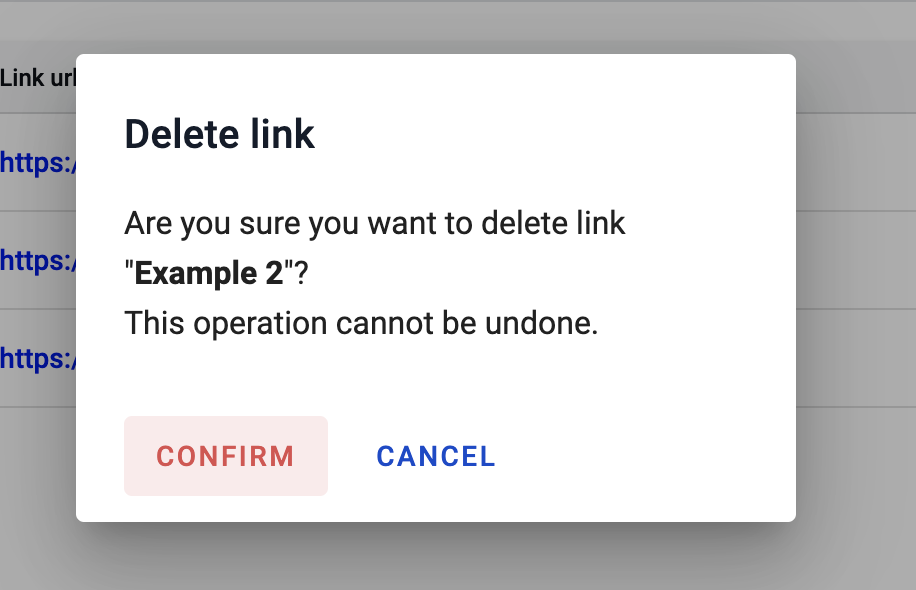 Link url
Delete link
https:/
Are you sure you want to delete link
"Example 2"?
https:/
This operation cannot be undone.
https:/
CONFIRM CANCEL